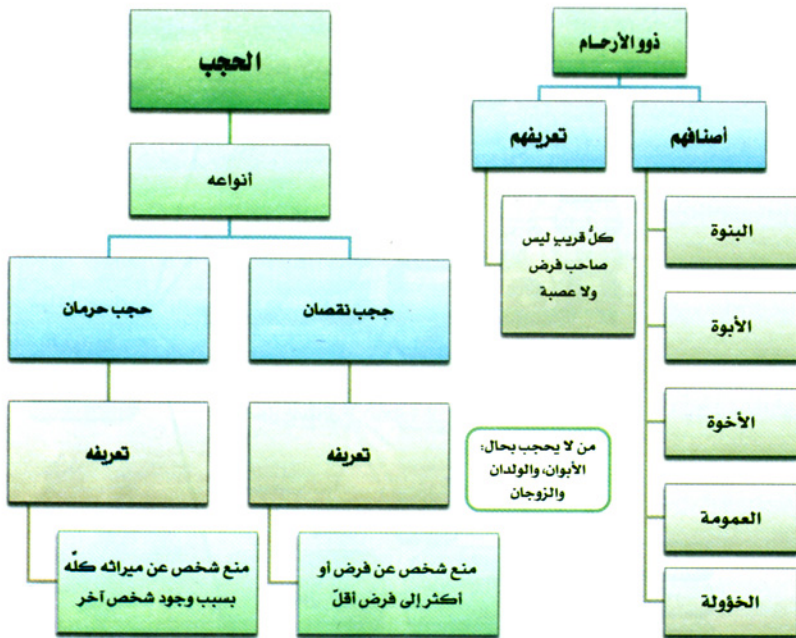 ذوو الأرحام
أصنافهم
تعريفهم
البنوة
الأبوة
الأخوة
العمومة
الخؤولة
كلُّ قريبٍ ليس
صاحب فرض
ولا عصبة
الحجب
أنواعه
حجب نقصان
حجب حرمان
تعريفه
تعريفه
منع شخص عن فرض أو
أكثر إلى فرض أقلّ
منع شخص عن ميراثه كلّه
بسبب وجود شخص آخر
من لا يحجب بحال:
الأبوان، والولدان
والزوجان